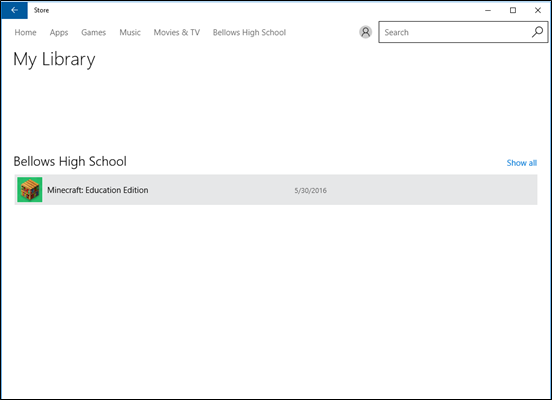 Store
Home Apps Games Music Movies & TV Bellows High School Search
My Library
Bellows High School Show all
Minecraft: Education Edition 5/30/2016